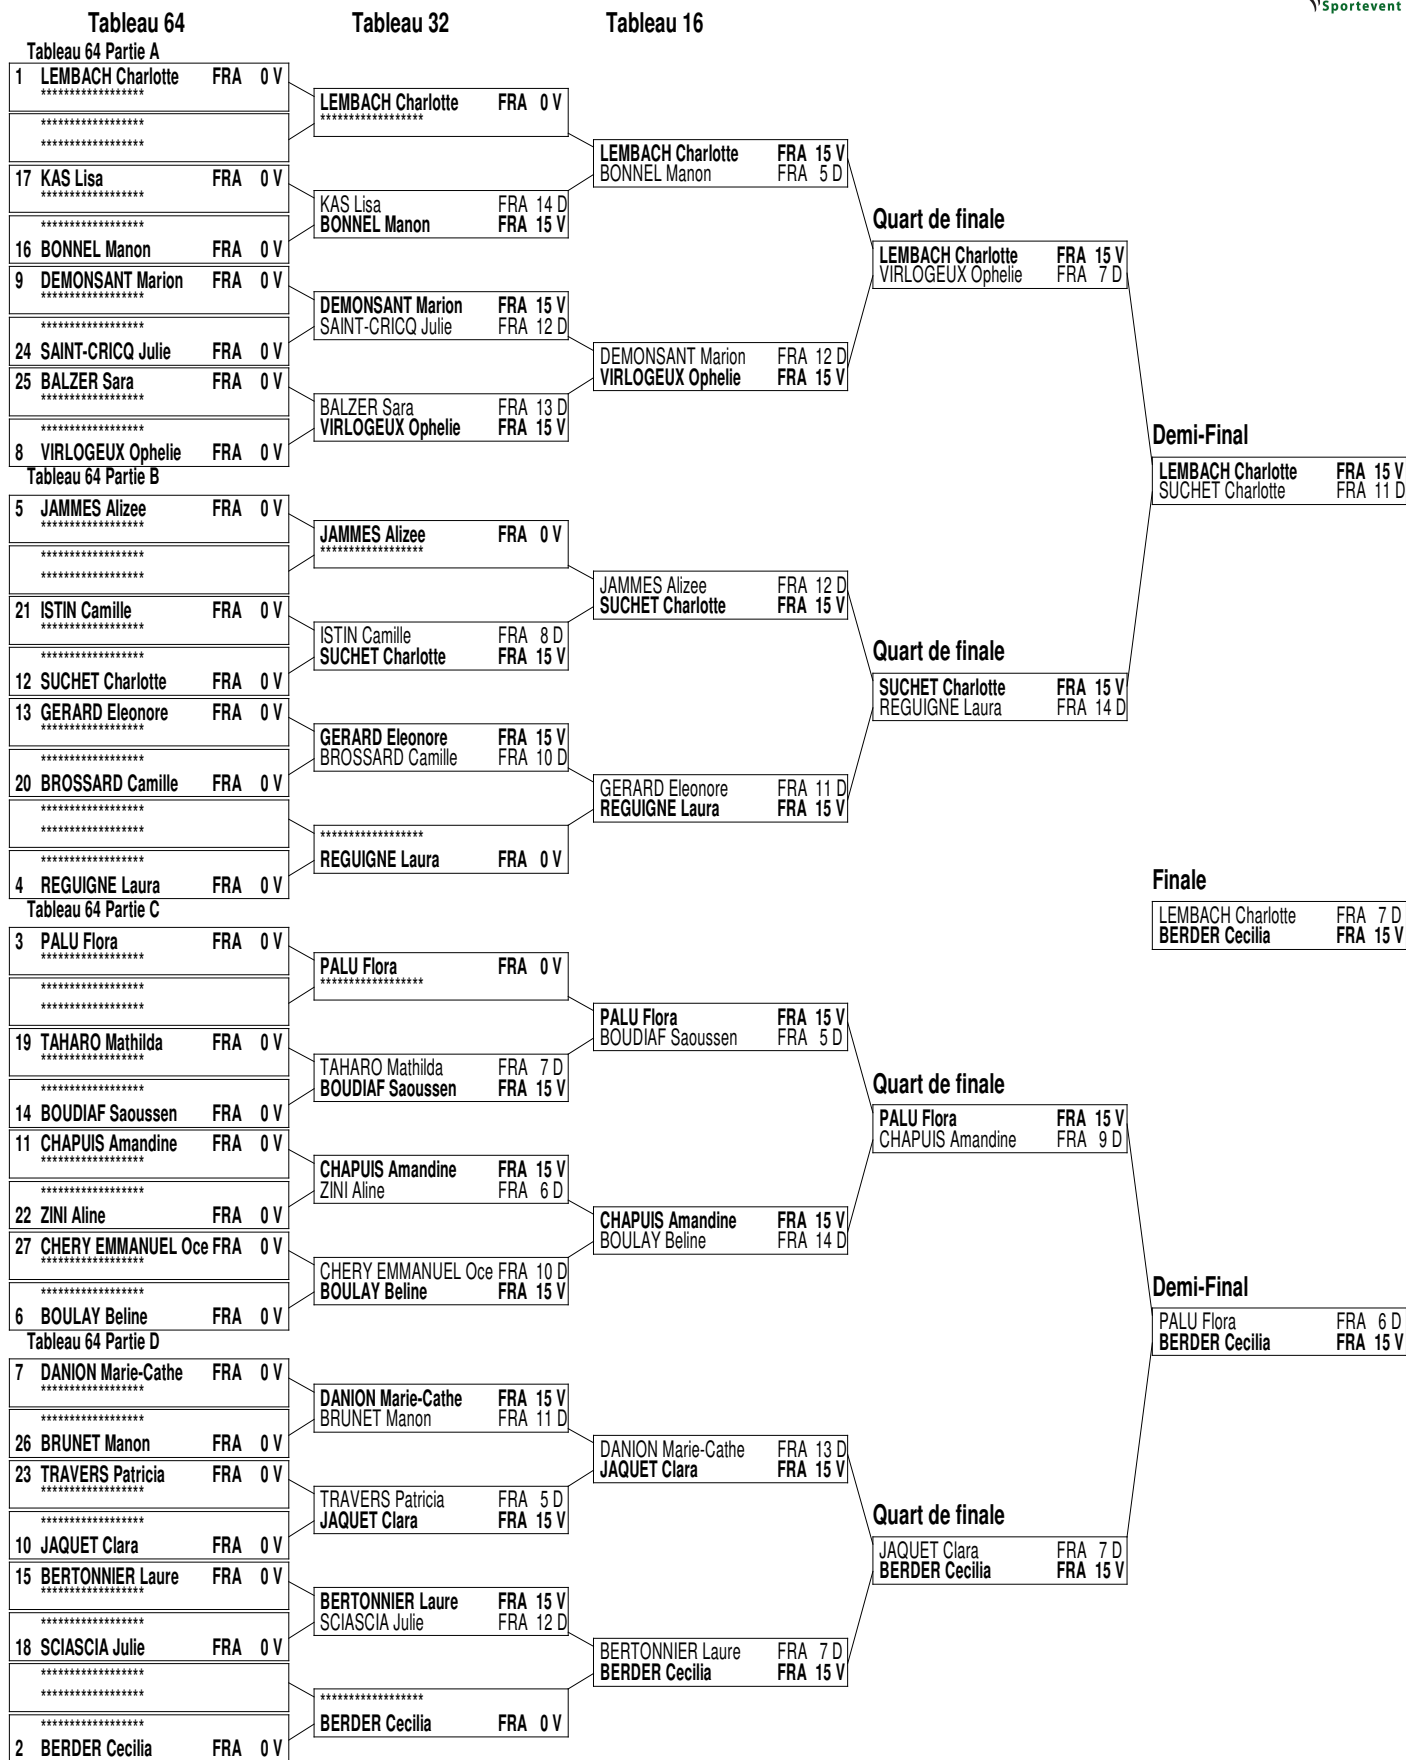 Sportevent
Tableau 64
Tableau 32
Tableau 16
Tableau 64 Partie A
1 LEMBACH Charlotte FRA 0 V
******************
******************
******************
17 KAS Lisa FRA 0 V
******************
******************
16 BONNEL Manon FRA 0 V
9 DEMONSANT Marion FRA 0 V
******************
******************
24 SAINT-CRICQ Julie FRA 0 V
25 BALZER Sara FRA 0 V
******************
******************
8 VIRLOGEUX Ophelie FRA 0 V
Tableau 64 Partie B
5 JAMMES Alizee FRA 0 V
******************
******************
******************
21 ISTIN Camille FRA 0 V
******************
******************
12 SUCHET Charlotte FRA 0 V
13 GERARD Eleonore FRA 0 V
******************
******************
20 BROSSARD Camille FRA 0 V
******************
******************
******************
4 REGUIGNE Laura FRA 0 V
Tableau 64 Partie C
3 PALU Flora FRA 0 V
******************
******************
******************
19 TAHARO Mathilda FRA 0 V
******************
******************
14 BOUDIAF Saoussen FRA 0 V
11 CHAPUIS Amandine FRA 0 V
******************
******************
22 ZINI Aline FRA 0 V
27 CHERY EMMANUEL Oce FRA 0 V
******************
******************
6 BOULAY Beline FRA 0 V
Tableau 64 Partie D
7 DANION Marie-Cathe FRA 0 V
******************
******************
26 BRUNET Manon FRA 0 V
23 TRAVERS Patricia FRA 0 V
******************
******************
10 JAQUET Clara FRA 0 V
15 BERTONNIER Laure FRA 0 V
******************
******************
18 SCIASCIA Julie FRA 0 V
******************
******************
******************
2 BERDER Cecilia FRA 0 V
LEMBACH Charlotte FRA 0 V
******************
KAS Lisa FRA 14 D
BONNEL Manon FRA 15 V
DEMONSANT Marion FRA 15 V
SAINT-CRICQ Julie FRA 12 D
BALZER Sara FRA 13 D
VIRLOGEUX Ophelie FRA 15 V
JAMMES Alizee FRA 0 V
******************
ISTIN Camille FRA 8 D
SUCHET Charlotte FRA 15 V
GERARD Eleonore FRA 15 V
BROSSARD Camille FRA 10 D
******************
REGUIGNE Laura FRA 0 V
PALU Flora FRA 0 V
******************
TAHARO Mathilda FRA 7 D
BOUDIAF Saoussen FRA 15 V
CHAPUIS Amandine FRA 15 V
ZINI Aline FRA 6 D
CHERY EMMANUEL Oce FRA 10 D
BOULAY Beline FRA 15 V
DANION Marie-Cathe FRA 15 V
BRUNET Manon FRA 11 D
TRAVERS Patricia FRA 5 D
JAQUET Clara FRA 15 V
BERTONNIER Laure FRA 15 V
SCIASCIA Julie FRA 12 D
******************
BERDER Cecilia FRA 0 V
LEMBACH Charlotte FRA 15 V
BONNEL Manon FRA 5 D
DEMONSANT Marion FRA 12 D
VIRLOGEUX Ophelie FRA 15 V
JAMMES Alizee FRA 12 D
SUCHET Charlotte FRA 15 V
GERARD Eleonore FRA 11 D
REGUIGNE Laura FRA 15 V
PALU Flora FRA 15 V
BOUDIAF Saoussen FRA 5 D
CHAPUIS Amandine FRA 15 V
BOULAY Beline FRA 14 D
DANION Marie-Cathe FRA 13 D
JAQUET Clara FRA 15 V
BERTONNIER Laure FRA 7 D
BERDER Cecilia FRA 15 V
Quart de finale
LEMBACH Charlotte FRA 15 V
VIRLOGEUX Ophelie FRA 7 D
Quart de finale
SUCHET Charlotte FRA 15 V
REGUIGNE Laura FRA 14 D
Quart de finale
PALU Flora FRA 15 V
CHAPUIS Amandine FRA 9 D
Quart de finale
JAQUET Clara FRA 7 D
BERDER Cecilia FRA 15 V
Demi-Final
LEMBACH Charlotte FRA 15 V
SUCHET Charlotte FRA 11 D
Finale
LEMBACH Charlotte FRA 7 D
BERDER Cecilia FRA 15 V
Demi-Final
PALU Flora FRA 6 D
BERDER Cecilia FRA 15 V